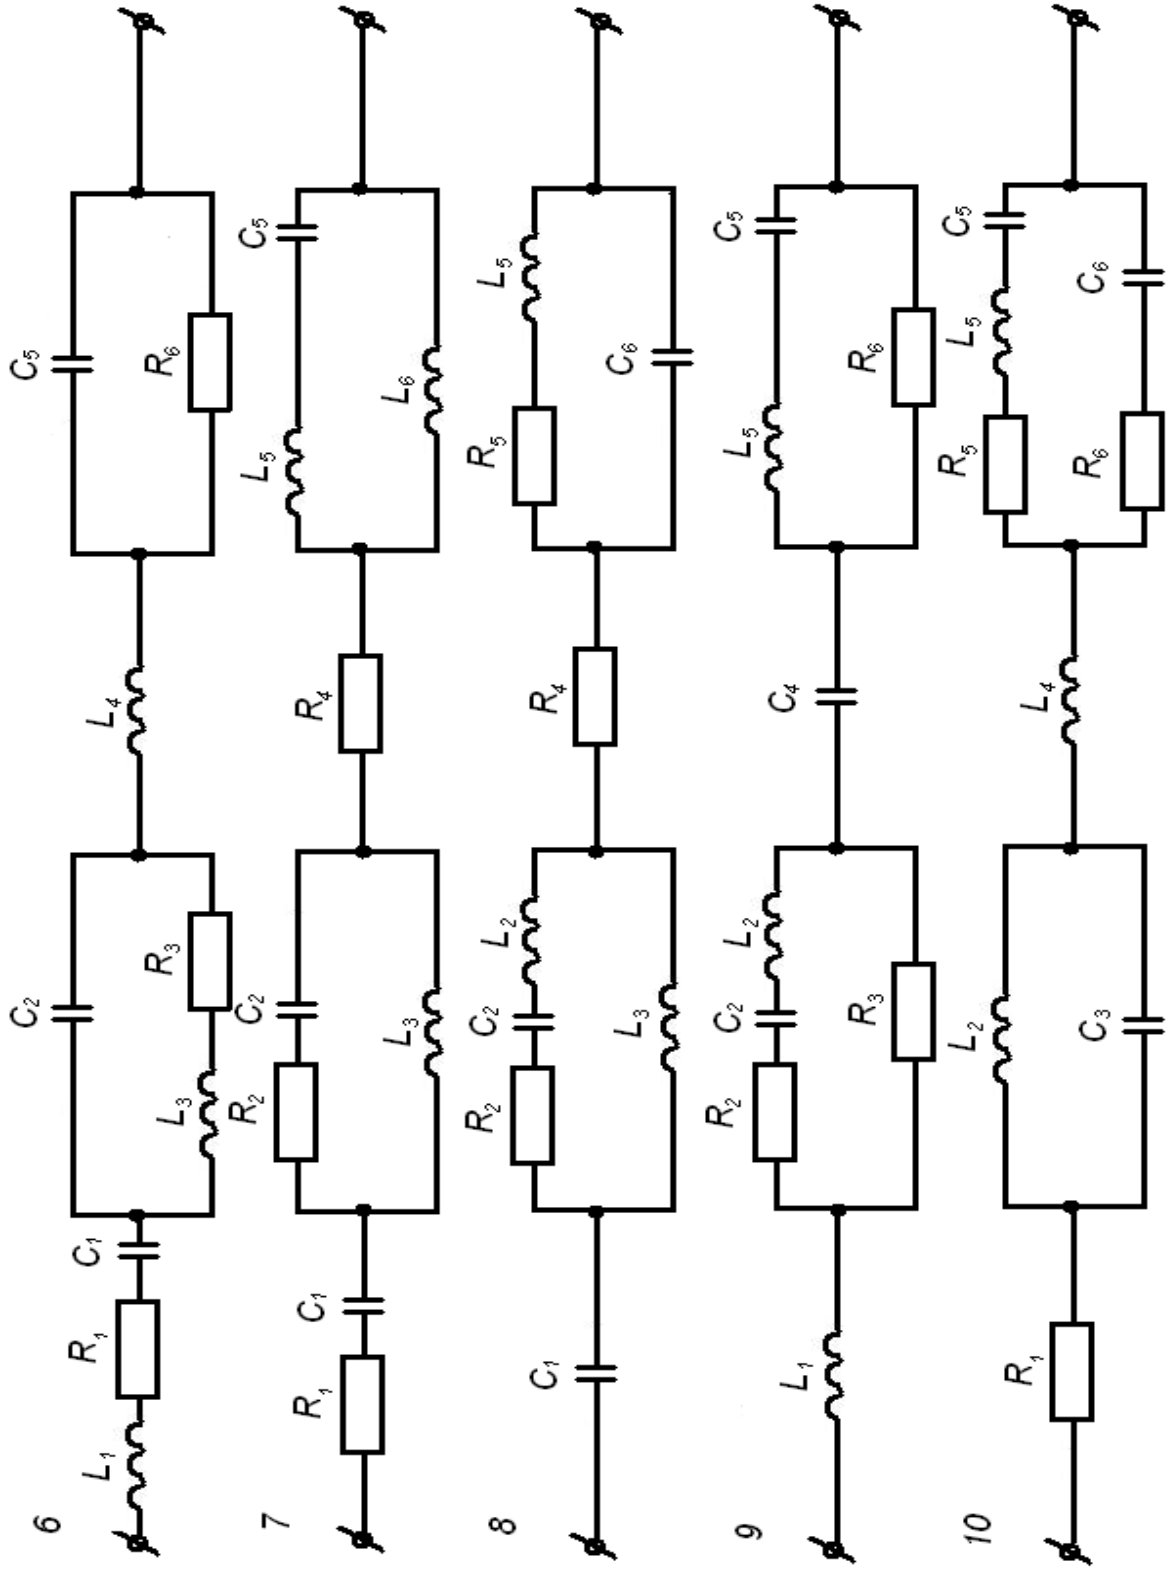 6
L1 R1 C1 C2 L3 R3 L4 C5 R6
7
R1 C1 R2 C2 L3 R4 L5 C5 L6
8
C1 R2 C2 L2 L3 R4 R5 L5 C6
9
L1 R2 C2 L2 R3 C4 L5 C5 R6
10
R1 L2 C3 L4 R5 L5 C5 R6 C6